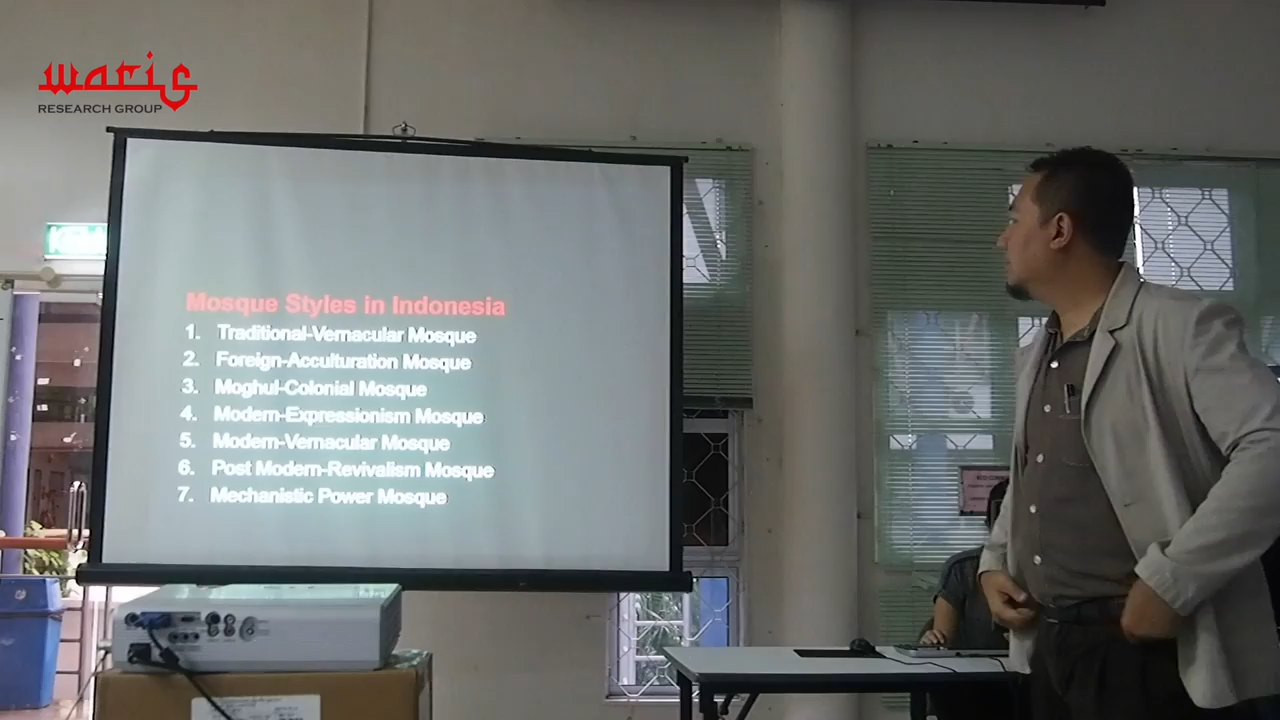 waris
RESEARCH GROUP
Mosque Styles in Indonesia
1. Traditional-Vernacular Mosque
2. Foreign-Acculturation Mosque
3. Moghul-Colonial Mosque
4. Modern-Expressionism Mosque
5. Modern-Vernacular Mosque
6. Post Modern-Revivalism Mosque
7. Mechanistic Power Mosque